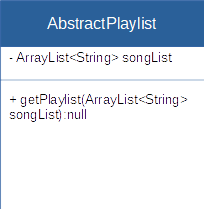 AbstractPlaylist
- ArrayList<String> songList
+ getPlaylist(ArrayList<String>
songList):null